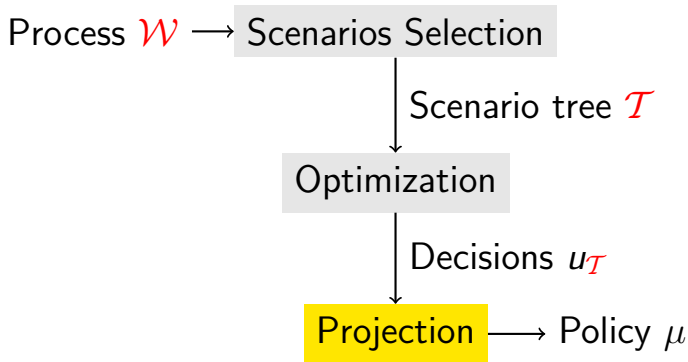 Process 𝒲 Scenarios Selection
Scenario tree 𝒯
Optimization
Decisions u_𝒯
Projection Policy μ